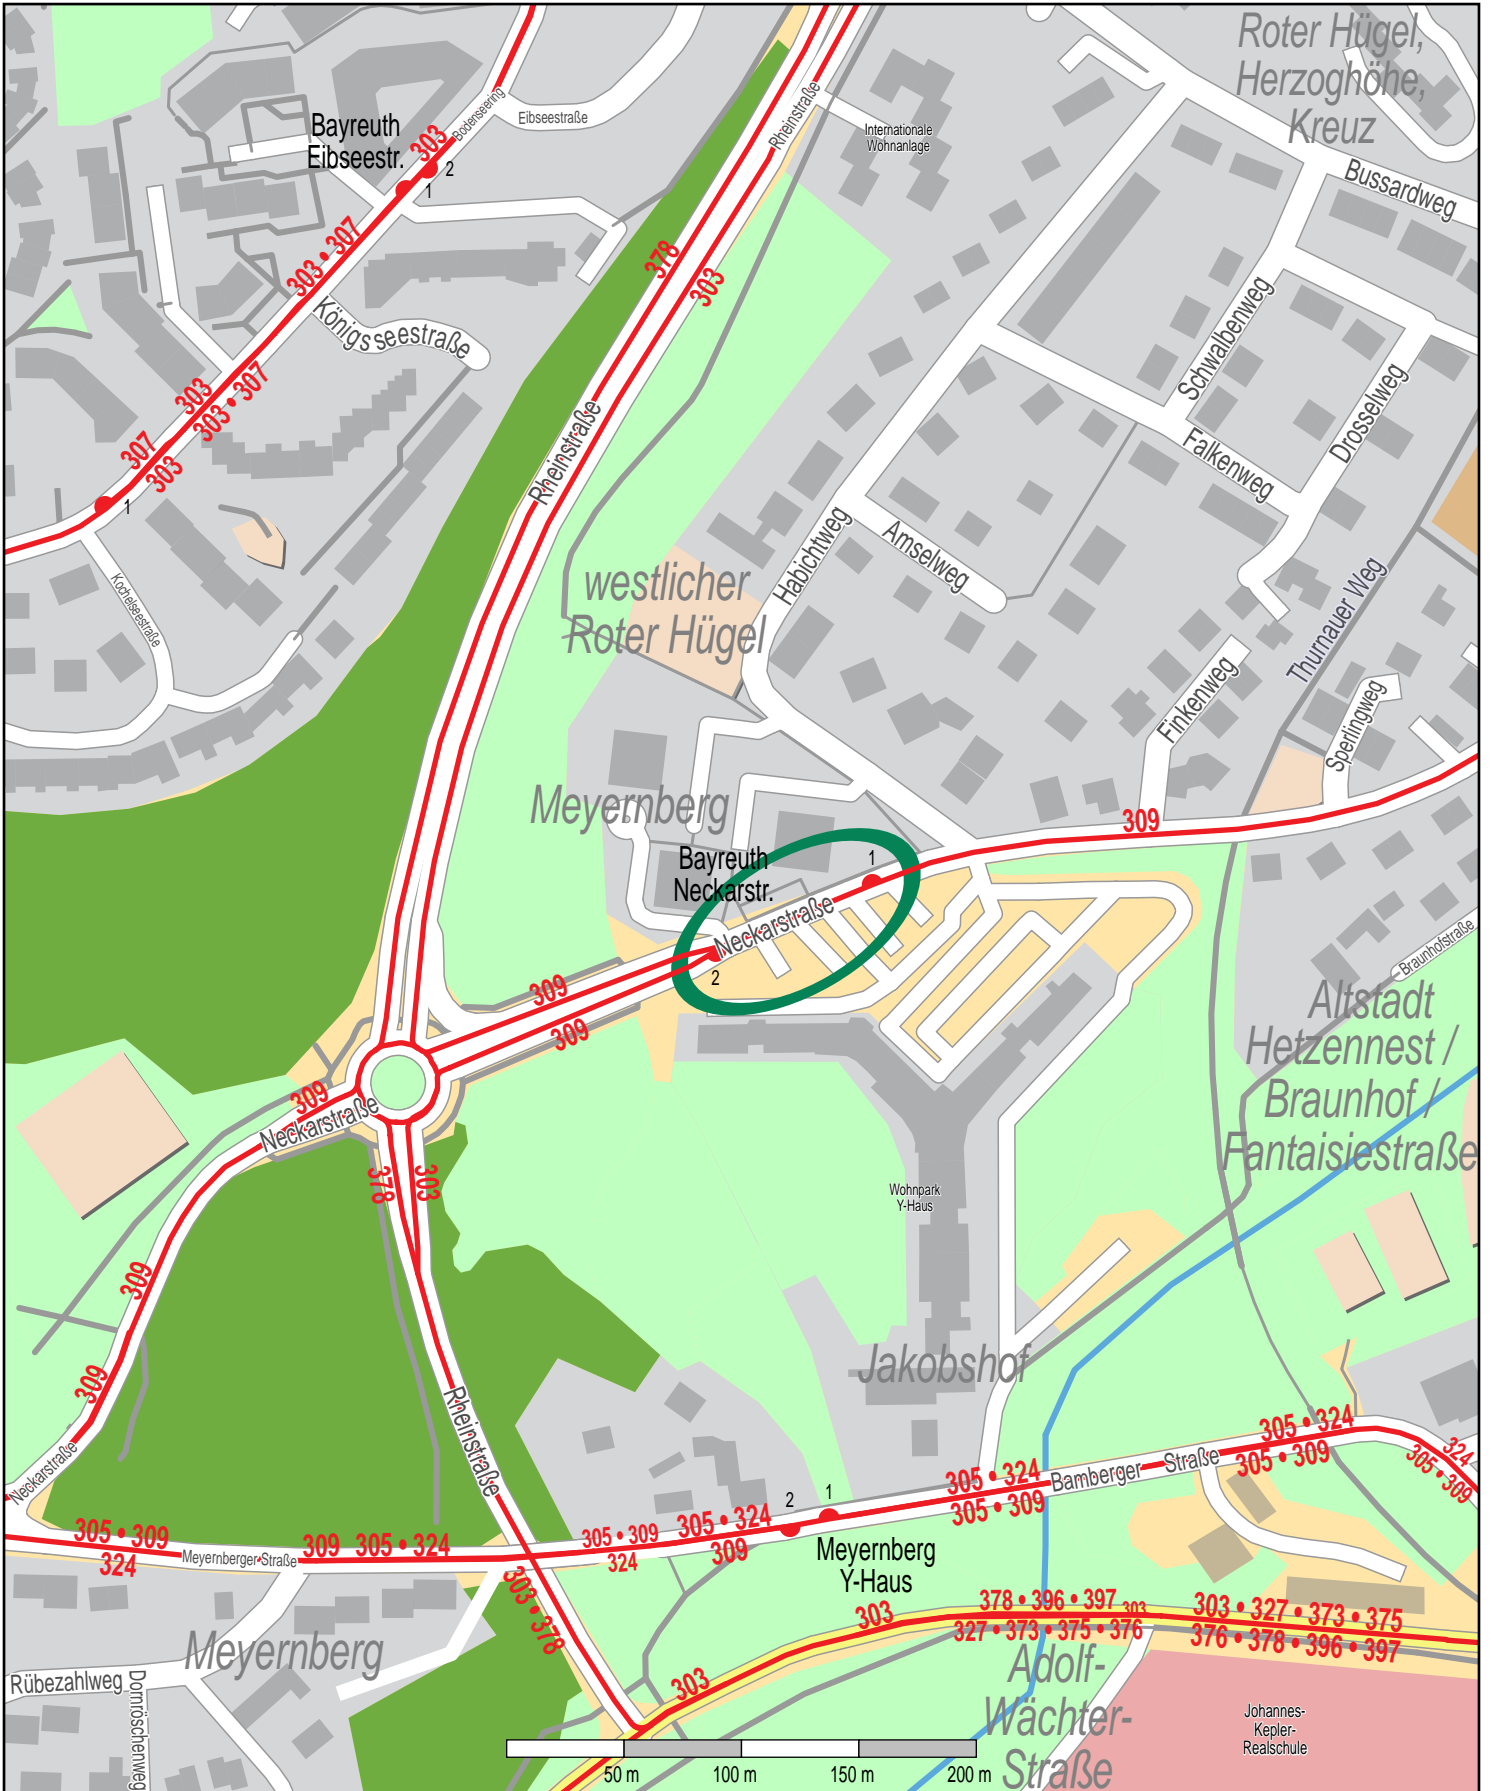 Roter Hügel,
Herzoghöhe,
Kreuz
Bayreuth
Eibseestr.
303
Bodenseering
2
1
Eibseestraße
Rheinstraße
Internationale
Wohnanlage
Bussardweg
303 • 307
378
303
Königsseestraße
Schwalbenweg
303
303 • 307
307
303
1
Rheinstraße
Drosselweg
Falkenweg
Habichtweg
Amselweg
Kochelseestraße
westlicher
Roter Hügel
Thurnauer Weg
Finkenweg
Sperlingweg
Meyernberg
309
Bayreuth
Neckarstr.
1
Neckarstraße
2
309
309
Braunhofstraße
Altstadt
Hetzennest /
Braunhof /
Fantaisiestraße
309
Neckarstraße
378
303
Wohnpark
Y-Haus
309
309
Jakobshof
Rheinstraße
Neckarstraße
305 • 324
305 • 309
324
305 • 309
305 • 324
305 • 309
Bamberger Straße
2
1
305 • 309
324
Meyernberger Straße
309
305 • 324
305 • 309
324
305 • 324
309
Meyernberg
Y-Haus
303 • 378
303
378 • 396 • 397
303
327 • 373 • 375 • 376
303 • 327 • 373 • 375
376 • 378 • 396 • 397
Meyernberg
Rübezahlweg
Dornröschenweg
303
Adolf-
Wächter-
Straße
Johannes-
Kepler-
Realschule
50 m
100 m
150 m
200 m